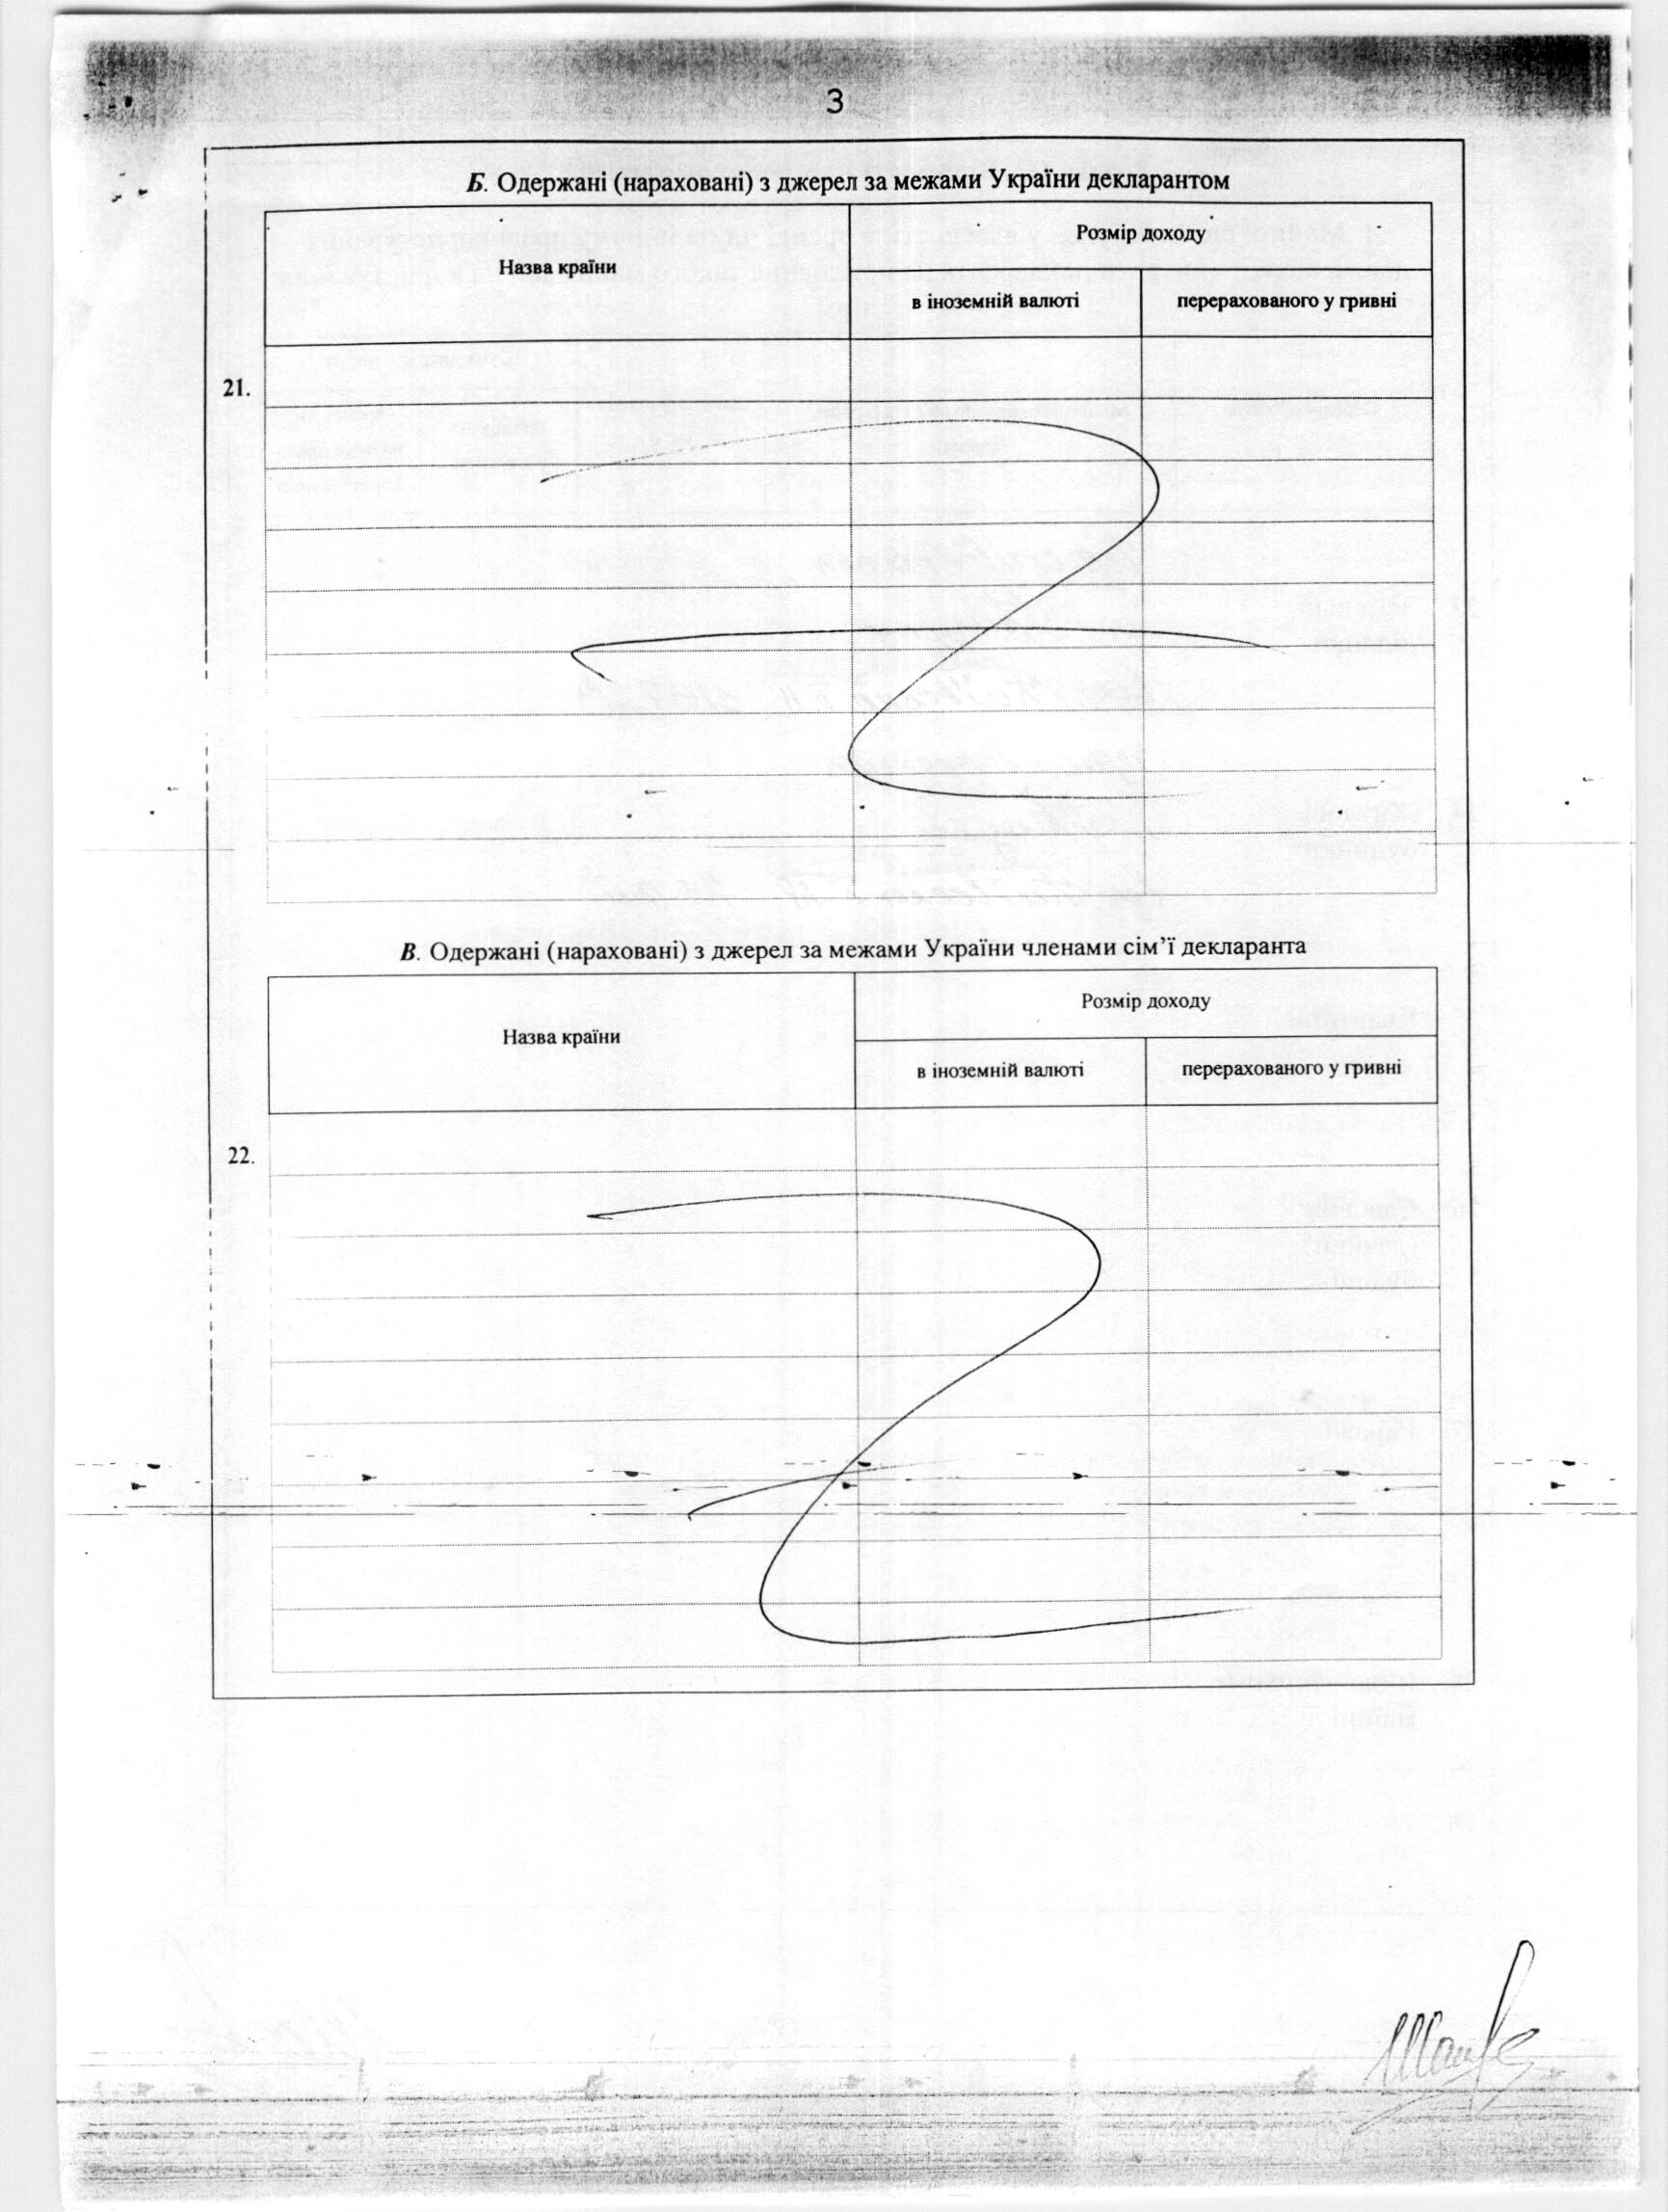 3
Б. Одержані (нараховані) з джерел за межами України декларантом
Назва країни
Розмір доходу
в іноземній валюті
перерахованого у гривні
21.
В. Одержані (нараховані) з джерел за межами України членами сім’ї декларанта
Назва країни
Розмір доходу
в іноземній валюті
перерахованого у гривні
22.